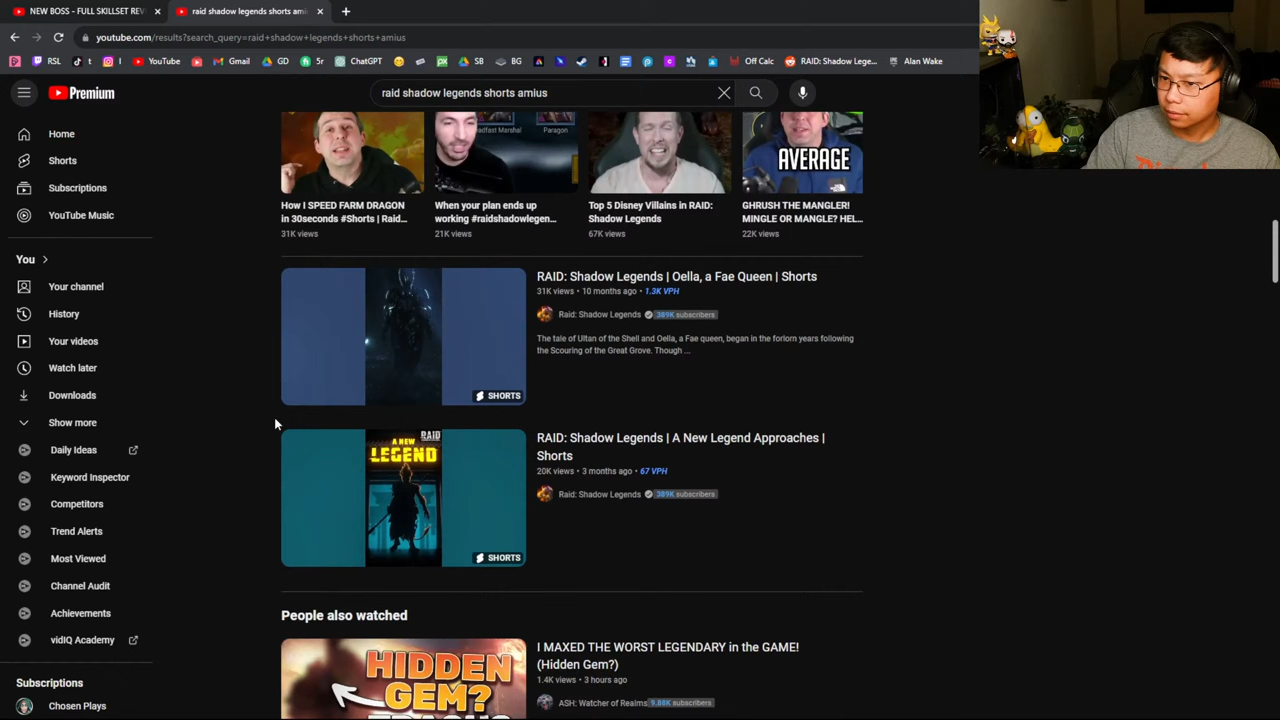 NEW BOSS - FULL SKILLSET REV
raid shadow legends shorts ami
youtube.com/results?search_query=raid+shadow+legends+shorts+amius
RSL
t
I
YouTube
Gmail
GD
5r
ChatGPT
SB
BG
Off Calc
RAID: Shadow Lege...
Alan Wake
Premium
raid shadow legends shorts amius
Home
Shorts
Subscriptions
YouTube Music
You
Your channel
History
Your videos
Watch later
Downloads
Show more
Daily Ideas
Keyword Inspector
Competitors
Trend Alerts
Most Viewed
Channel Audit
Achievements
vidIQ Academy
Subscriptions
Chosen Plays
How I SPEED FARM DRAGON
in 30seconds #Shorts | Raid...
31K views
Paragon
When your plan ends up
working #raidshadowlegen...
21K views
Top 5 Disney Villains in RAID:
Shadow Legends
67K views
AVERAGE
GHRUSH THE MANGLER!
MINGLE OR MANGLE? HEL...
22K views
SHORTS
RAID: Shadow Legends | Oella, a Fae Queen | Shorts
31K views • 10 months ago • 1.3K VPH
Raid: Shadow Legends 389K subscribers
The tale of Ultan of the Shell and Oella, a Fae queen, began in the forlorn years following
the Scouring of the Great Grove. Though ...
RAID
A NEW
LEGEND
SHORTS
RAID: Shadow Legends | A New Legend Approaches |
Shorts
20K views • 3 months ago • 67 VPH
Raid: Shadow Legends 389K subscribers
People also watched
HIDDEN
GEM?
I MAXED THE WORST LEGENDARY in the GAME!
(Hidden Gem?)
1.4K views • 3 hours ago
ASH: Watcher of Realms 9.88K subscribers